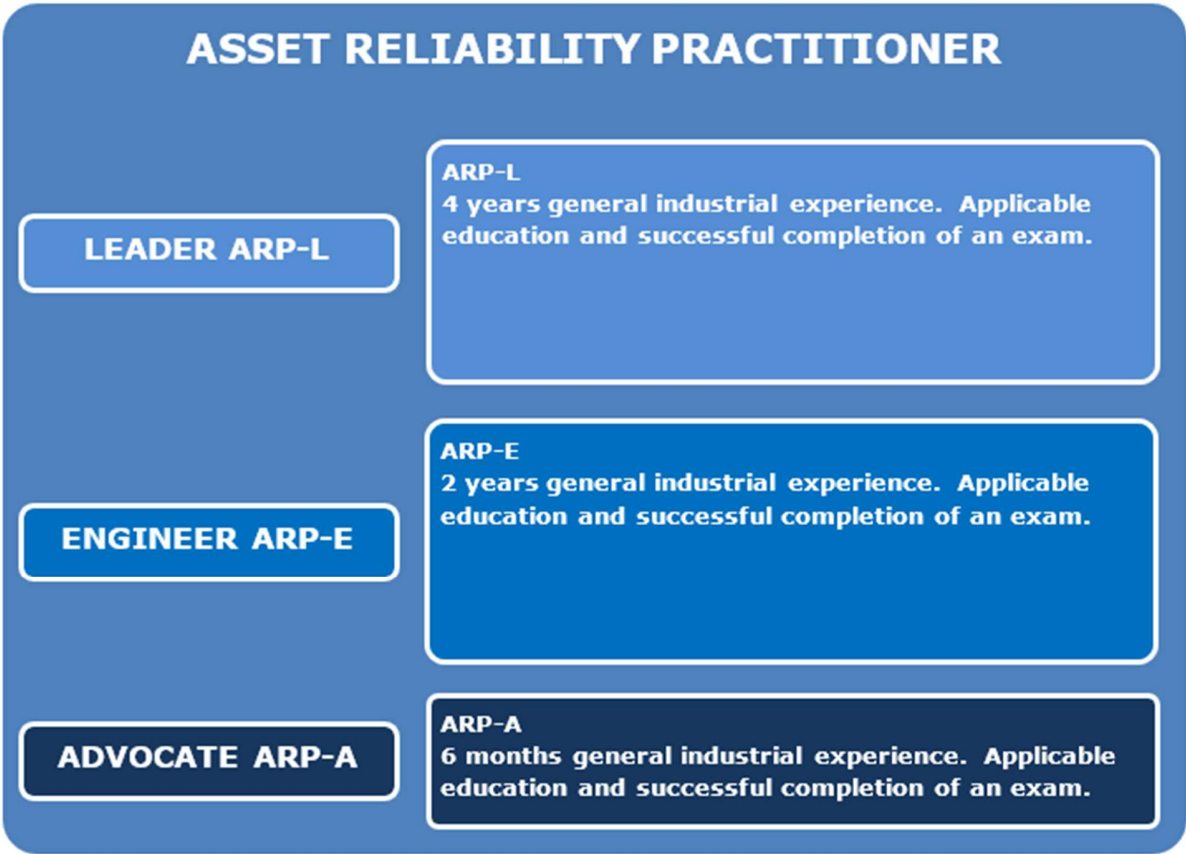 ASSET RELIABILITY PRACTITIONER
LEADER ARP-L
ARP-L
4 years general industrial experience.  Applicable
education and successful completion of an exam.
ENGINEER ARP-E
ARP-E
2 years general industrial experience.  Applicable
education and successful completion of an exam.
ADVOCATE ARP-A
ARP-A
6 months general industrial experience.  Applicable
education and successful completion of an exam.